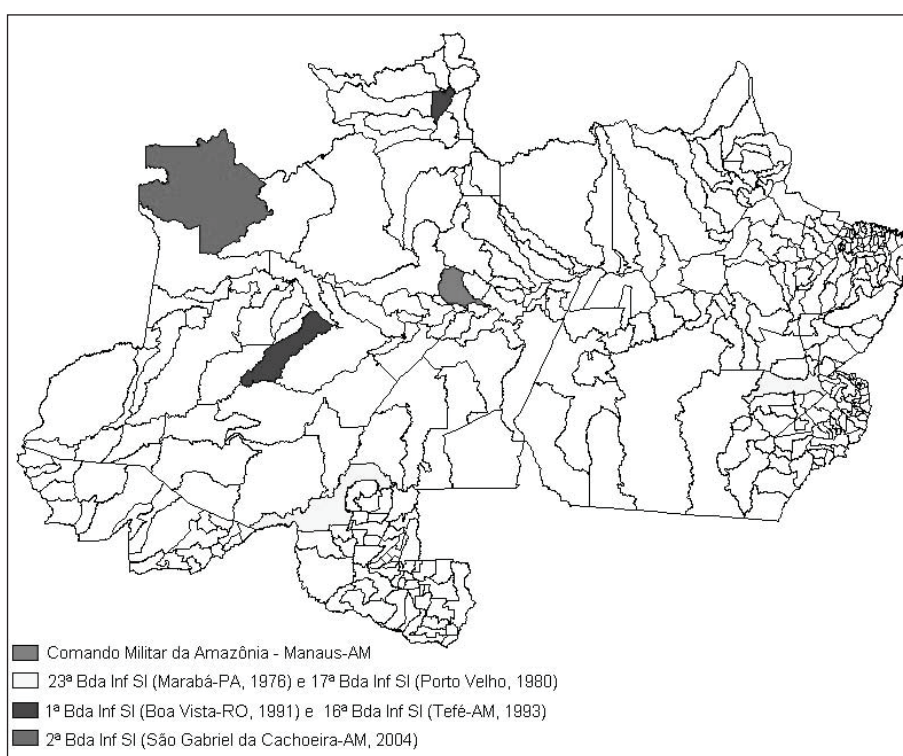 Comando Militar da Amazônia - Manaus-AM
23ª Bda Inf Sl (Marabá-PA, 1976) e 17ª Bda Inf Sl (Porto Velho, 1980)
1ª Bda Inf Sl (Boa Vista-RO, 1991) e 16ª Bda Inf Sl (Tefé-AM, 1993)
2ª Bda Inf Sl (São Gabriel da Cachoeira-AM, 2004)